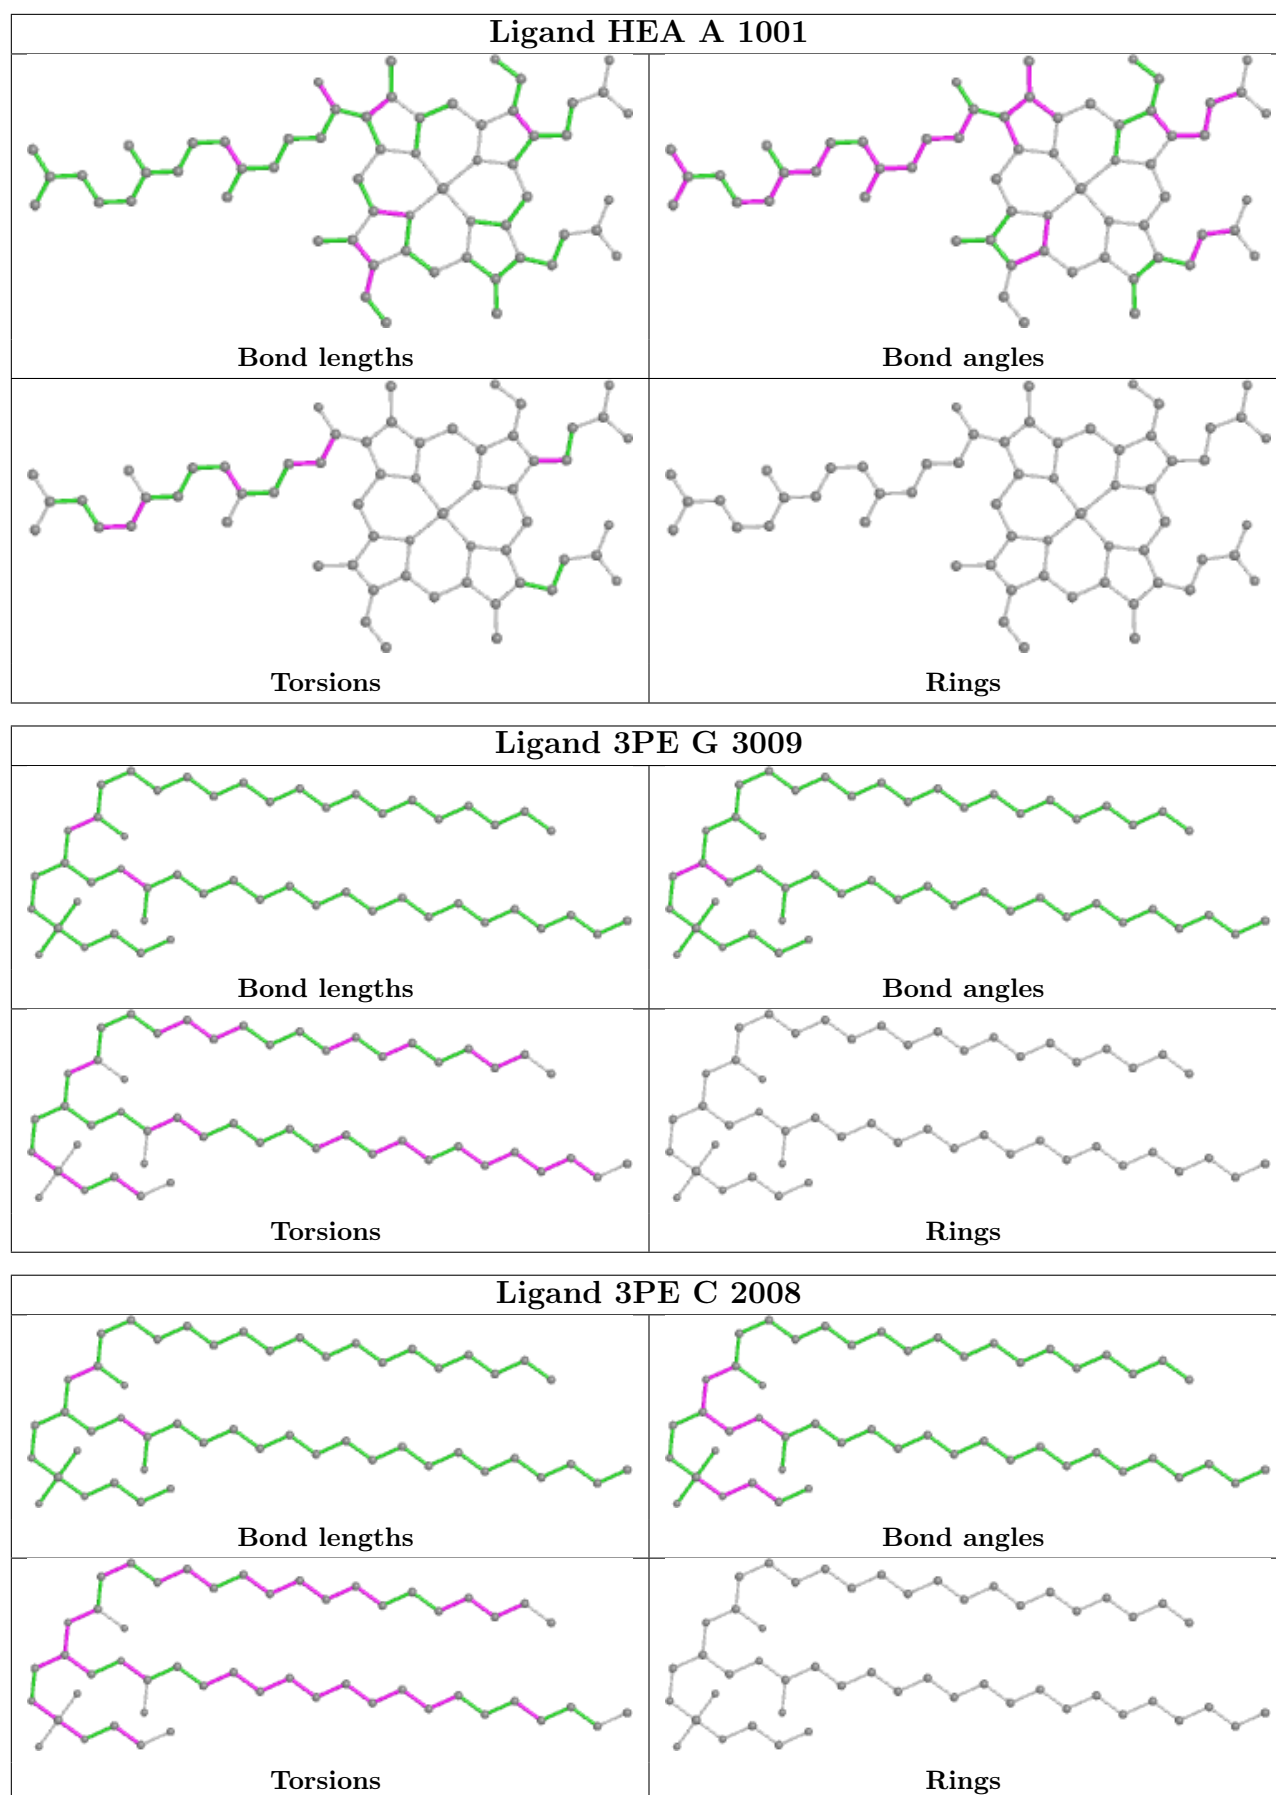 Ligand HEA A 1001
Bond lengths
Bond angles
Torsions
Rings
Ligand 3PE G 3009
Bond lengths
Bond angles
Torsions
Rings
Ligand 3PE C 2008
Bond lengths
Bond angles
Torsions
Rings